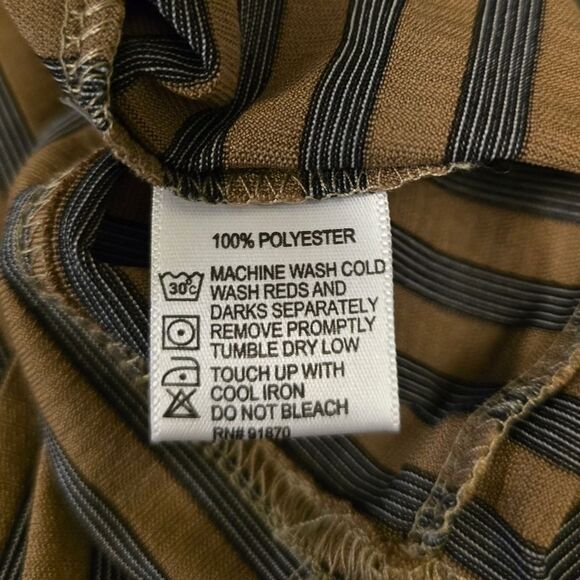 100% POLYESTER
30°C MACHINE WASH COLD
WASH REDS AND
DARKS SEPARATELY
REMOVE PROMPTLY
TUMBLE DRY LOW
TOUCH UP WITH
COOL IRON
DO NOT BLEACH
RN# 91870